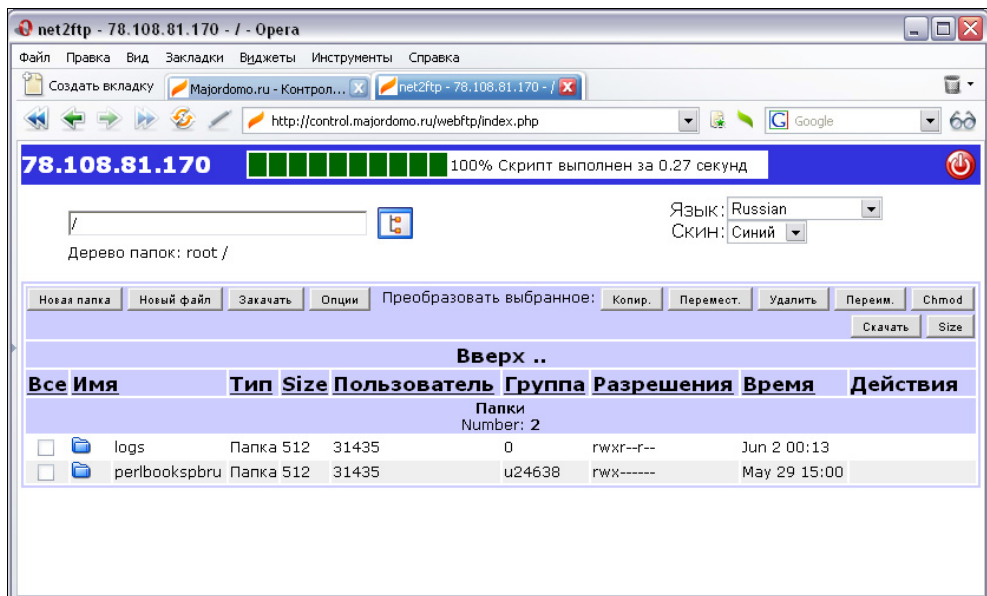 net2ftp - 78.108.81.170 - / - Opera
Файл Правка Вид Закладки Виджеты Инструменты Справка
Создать вкладку Majordomo.ru - Контрол... net2ftp - 78.108.81.170 - /
http://control.majordomo.ru/webftp/index.php G Google
78.108.81.170 100% Скрипт выполнен за 0.27 секунд
/ Язык: Russian
Дерево папок: root / Скин: Синий
Новая папка Новый файл Закачать Опции Преобразовать выбранное: Копир. Перемест. Удалить Переим. Chmod
Скачать Size
Вверх ..
Все Имя Тип Size Пользователь Группа Разрешения Время Действия
Папки
Number: 2
logs Папка 512 31435 0 rwxr--r-- Jun 2 00:13
perlbookspbru Папка 512 31435 u24638 rwx------ May 29 15:00